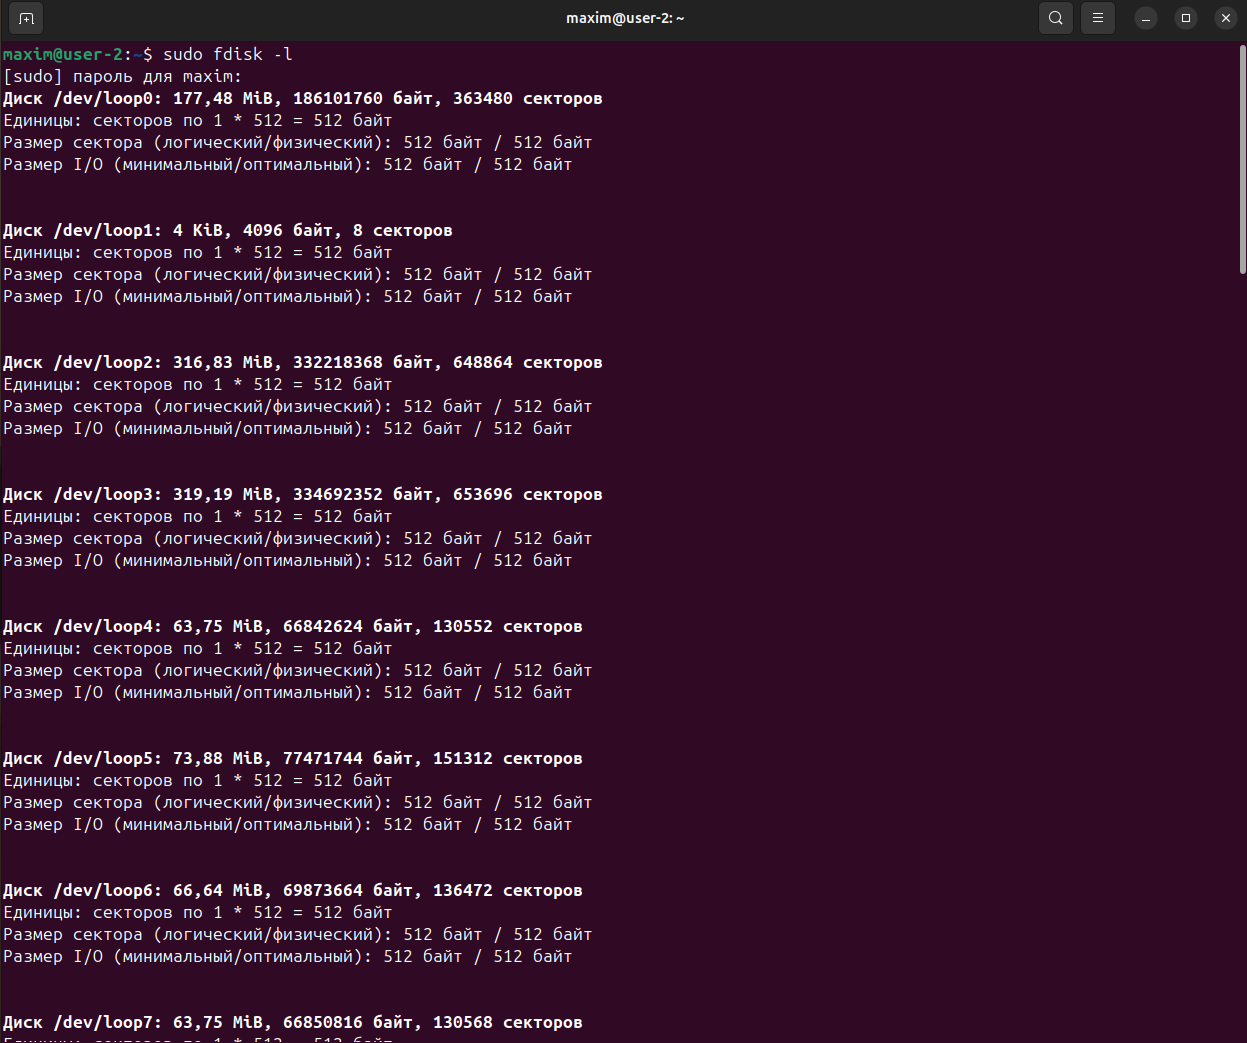 maxim@user-2: ~
maxim@user-2:~$ sudo fdisk -l
[sudo] пароль для maxim:
Диск /dev/loop0: 177,48 MiB, 186101760 байт, 363480 секторов
Единицы: секторов по 1 * 512 = 512 байт
Размер сектора (логический/физический): 512 байт / 512 байт
Размер I/O (минимальный/оптимальный): 512 байт / 512 байт
Диск /dev/loop1: 4 KiB, 4096 байт, 8 секторов
Единицы: секторов по 1 * 512 = 512 байт
Размер сектора (логический/физический): 512 байт / 512 байт
Размер I/O (минимальный/оптимальный): 512 байт / 512 байт
Диск /dev/loop2: 316,83 MiB, 332218368 байт, 648864 секторов
Единицы: секторов по 1 * 512 = 512 байт
Размер сектора (логический/физический): 512 байт / 512 байт
Размер I/O (минимальный/оптимальный): 512 байт / 512 байт
Диск /dev/loop3: 319,19 MiB, 334692352 байт, 653696 секторов
Единицы: секторов по 1 * 512 = 512 байт
Размер сектора (логический/физический): 512 байт / 512 байт
Размер I/O (минимальный/оптимальный): 512 байт / 512 байт
Диск /dev/loop4: 63,75 MiB, 66842624 байт, 130552 секторов
Единицы: секторов по 1 * 512 = 512 байт
Размер сектора (логический/физический): 512 байт / 512 байт
Размер I/O (минимальный/оптимальный): 512 байт / 512 байт
Диск /dev/loop5: 73,88 MiB, 77471744 байт, 151312 секторов
Единицы: секторов по 1 * 512 = 512 байт
Размер сектора (логический/физический): 512 байт / 512 байт
Размер I/O (минимальный/оптимальный): 512 байт / 512 байт
Диск /dev/loop6: 66,64 MiB, 69873664 байт, 136472 секторов
Единицы: секторов по 1 * 512 = 512 байт
Размер сектора (логический/физический): 512 байт / 512 байт
Размер I/O (минимальный/оптимальный): 512 байт / 512 байт
Диск /dev/loop7: 63,75 MiB, 66850816 байт, 130568 секторов
Единицы: секторов по 1 * 512 = 512 байт